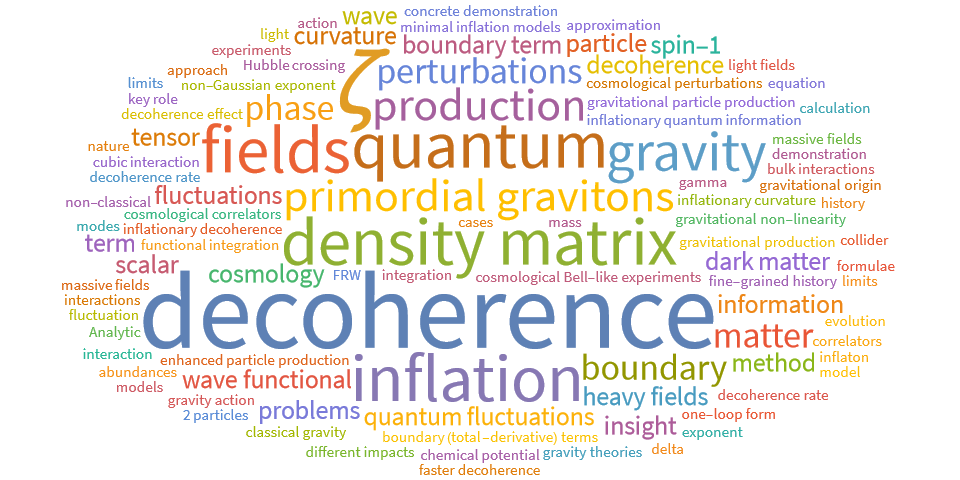 wave
concrete demonstration
action
minimal inflation models
approximation
light
curvature
boundary term
particle
spin-1
experiments
ζ
Hubble crossing
perturbations
decoherence
light fields
approach
limits
non-Gaussian exponent
cosmological perturbations
equation
key role
phase
production
gravitational particle production
calculation
decoherence effect
inflationary quantum information
nature
tensor
fields
quantum
gravity
massive fields
demonstration
cubic interaction
bulk interactions
decoherence rate
fluctuations
primordial gravitons
gamma
gravitational origin
non-classical
inflationary curvature
history
cosmological correlators
modes
inflationary decoherence
cases
mass
gravitational non-linearity
term
functional integration
density matrix
gravitational production
collider
scalar
cosmology
FRW
integration
cosmological Bell-like experiments
dark matter
formulae
massive fields
fine-grained history
limits
interactions
decoherence
information
fluctuation
evolution
Analytic
matter
correlators
interaction
enhanced particle production
inflation
boundary
method
inflaton
abundances
model
models
wave functional
heavy fields
decoherence rate
gravity action
2 particles
problems
quantum fluctuations
insight
one-loop form
classical gravity
boundary (total-derivative) terms
exponent
different impacts
chemical potential
gravity theories
delta
faster decoherence